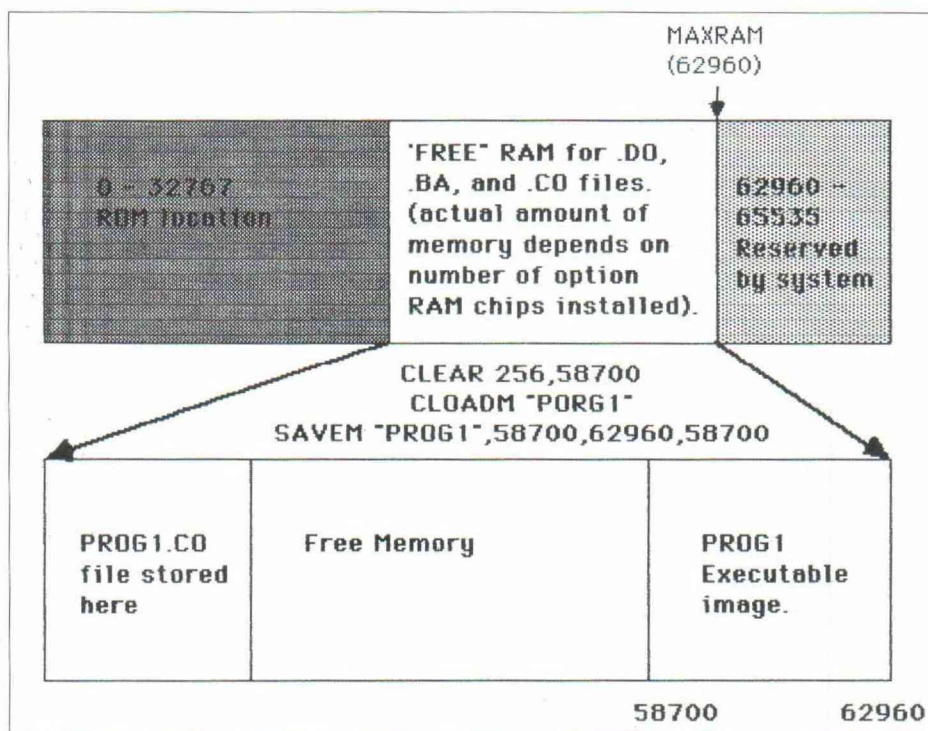 MAXRAM
(62960)
0 - 32767
ROM location
'FREE" RAM for .DO,
.BA, and .CO files.
(actual amount of
memory depends on
number of option
RAM chips installed).
62960 -
65535
Reserved
by system
CLEAR 256,58700
CLOADM "PORG1"
SAVEM "PROG1",58700,62960,58700
PROG1.CO
file stored
here
Free Memory
PROG1
Executable
image.
58700
62960